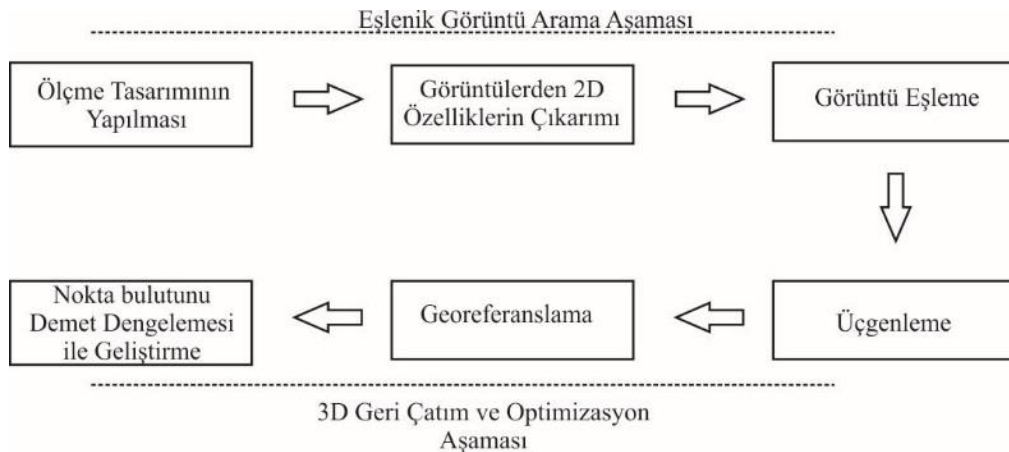 Eşlenik Görüntü Arama Aşaması
Ölçme Tasarımının
Yapılması
Görüntülerden 2D
Özelliklerin Çıkarımı
Görüntü Eşleme
Nokta bulutunu
Demet Dengelemesi
ile Geliştirme
Georeferanslama
Üçgenleme
3D Geri Çatım ve Optimizasyon
Aşaması